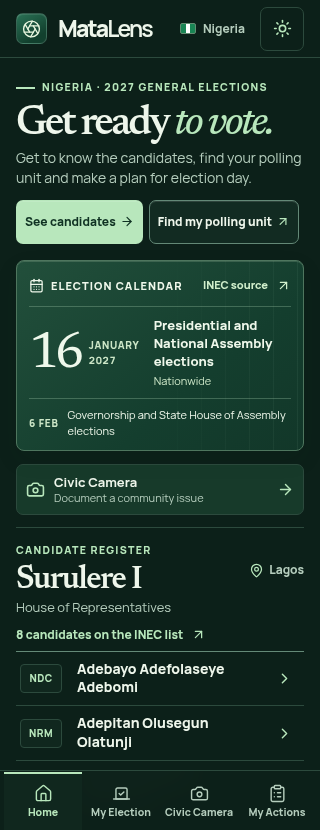 MataLens
Nigeria
NIGERIA · 2027 GENERAL ELECTIONS
Get ready to vote.
Get to know the candidates, find your polling
unit and make a plan for election day.
See candidates
Find my polling unit
ELECTION CALENDAR
INEC source
16
JANUARY
2027
Presidential and
National Assembly
elections
Nationwide
6 FEB
Governorship and State House of Assembly
elections
Civic Camera
Document a community issue
CANDIDATE REGISTER
Surulere I
Lagos
House of Representatives
8 candidates on the INEC list
NDC
Adebayo Adefolaseye
Adebomi
NRM
Adepitan Olusegun
Olatunji
Home
My Election
Civic Camera
My Actions